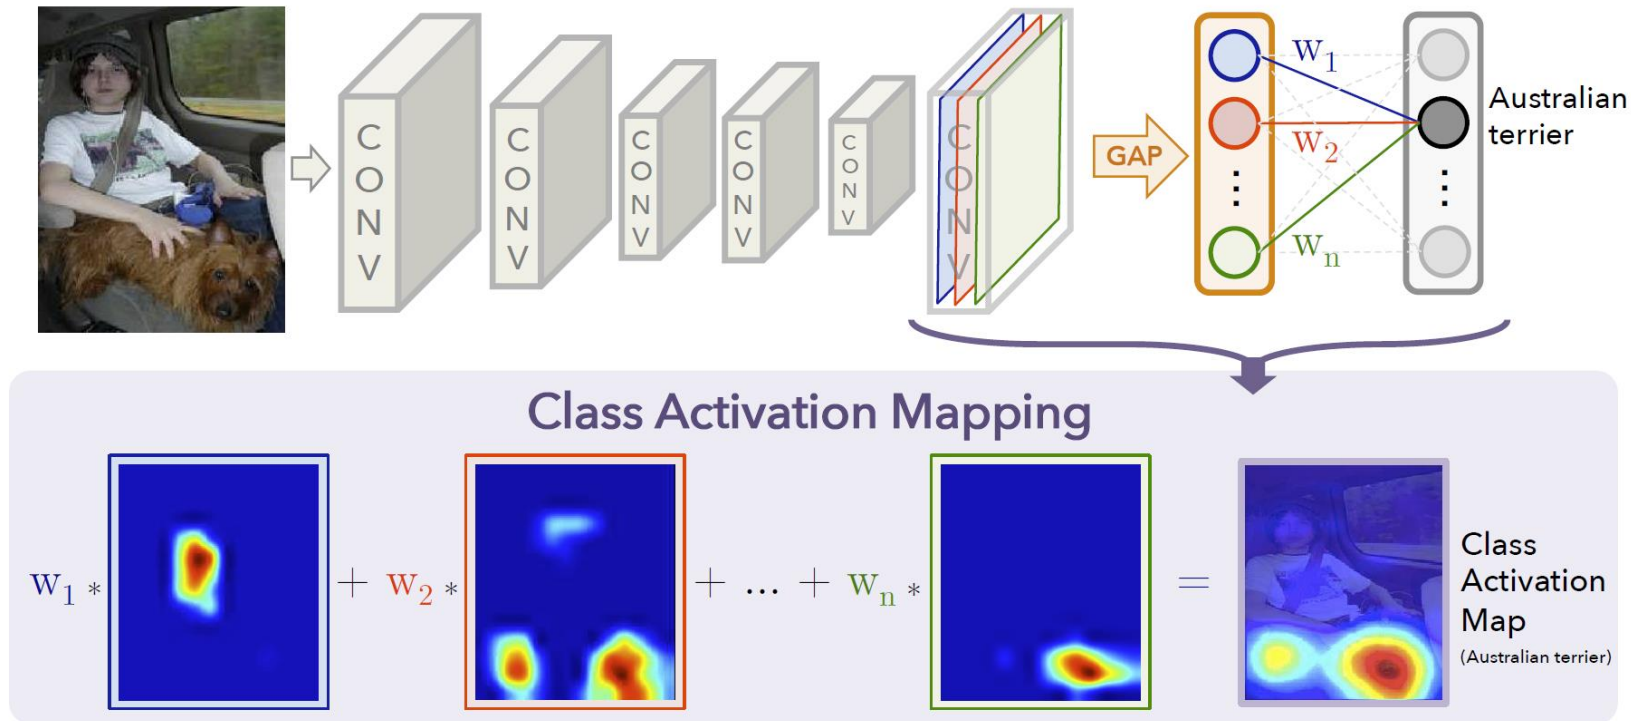 CONV
CONV
CONV
CONV
CONV
CONV
GAP
w1
w2
wn
⋮
⋮
Australian
terrier
Class Activation Mapping
w1 * + w2 * + ... + wn * =
Class
Activation
Map
(Australian terrier)